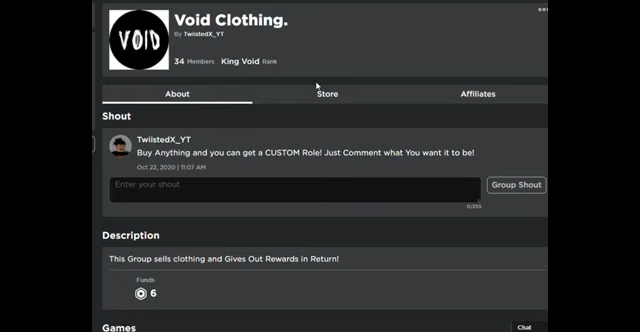 VOID
Void Clothing.
By TwiistedX_YT
34 Members King Void Rank
About Store Affiliates
Shout
TwiistedX_YT
Buy Anything and you can get a CUSTOM Role! Just Comment what You want it to be!
Oct 22, 2020 | 11:07 AM
Enter your shout
Group Shout
0/255
Description
This Group sells clothing and Gives Out Rewards in Return!
Funds
6
Games
Chat